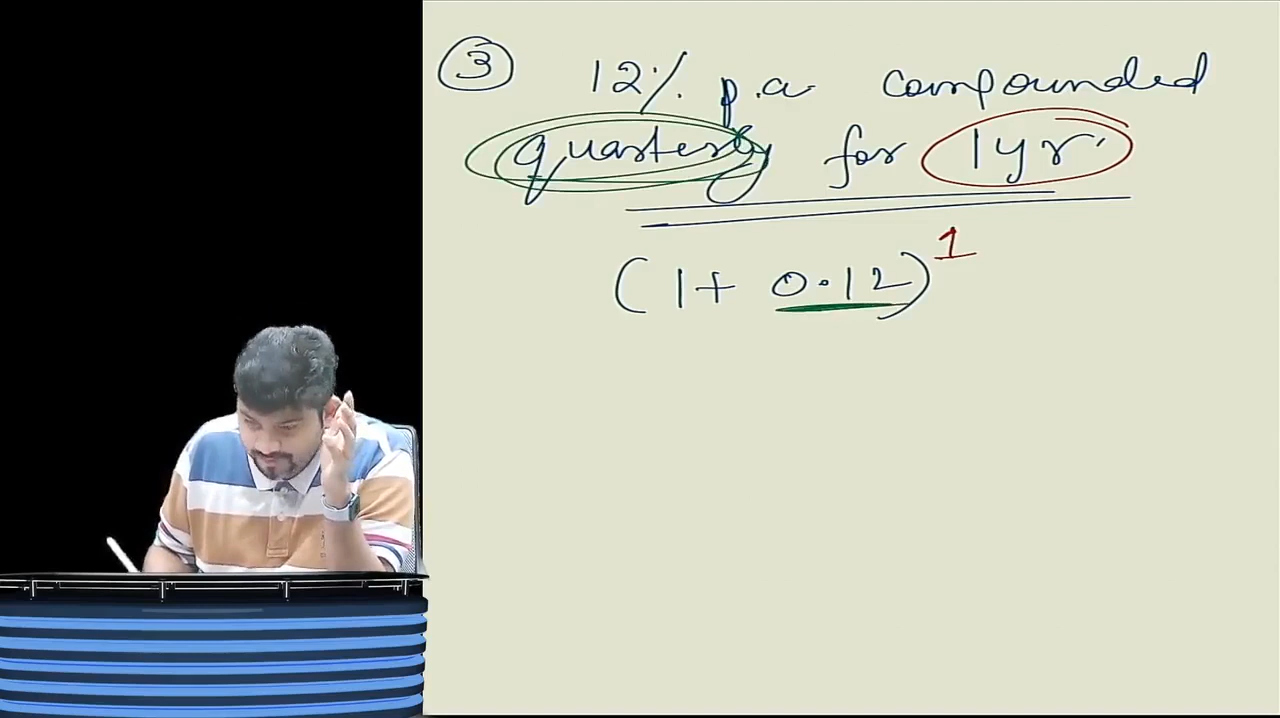 ③ 12% p.a compounded
quarterly for 1yr.
(1+ 0.12)^1